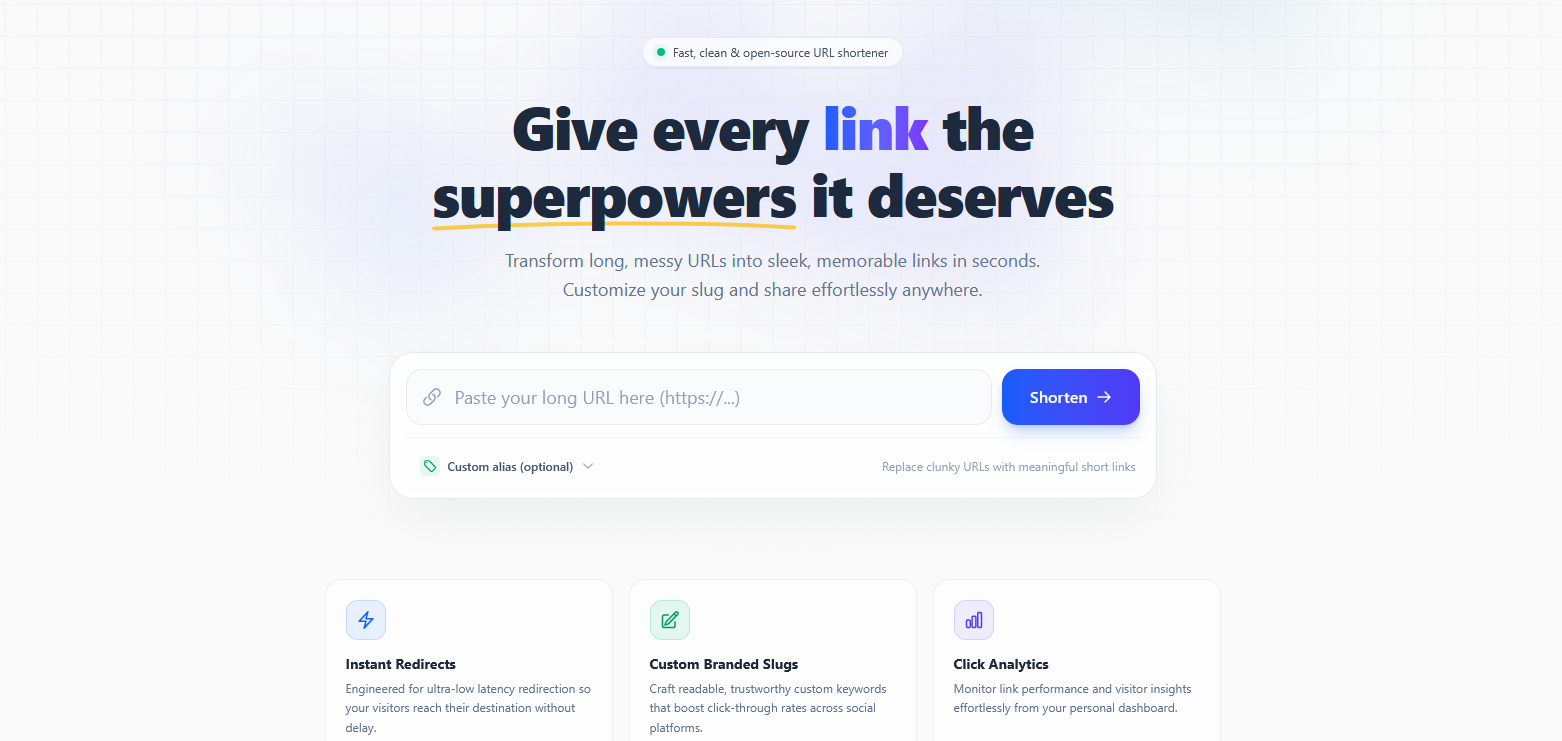 Fast, clean & open-source URL shortener
Give every link the
superpowers it deserves
Transform long, messy URLs into sleek, memorable links in seconds.
Customize your slug and share effortlessly anywhere.
Paste your long URL here (https://...)
Shorten
Custom alias (optional)
Replace clunky URLs with meaningful short links
Instant Redirects
Engineered for ultra-low latency redirection so
your visitors reach their destination without
delay.
Custom Branded Slugs
Craft readable, trustworthy custom keywords
that boost click-through rates across social
platforms.
Click Analytics
Monitor link performance and visitor insights
effortlessly from your personal dashboard.